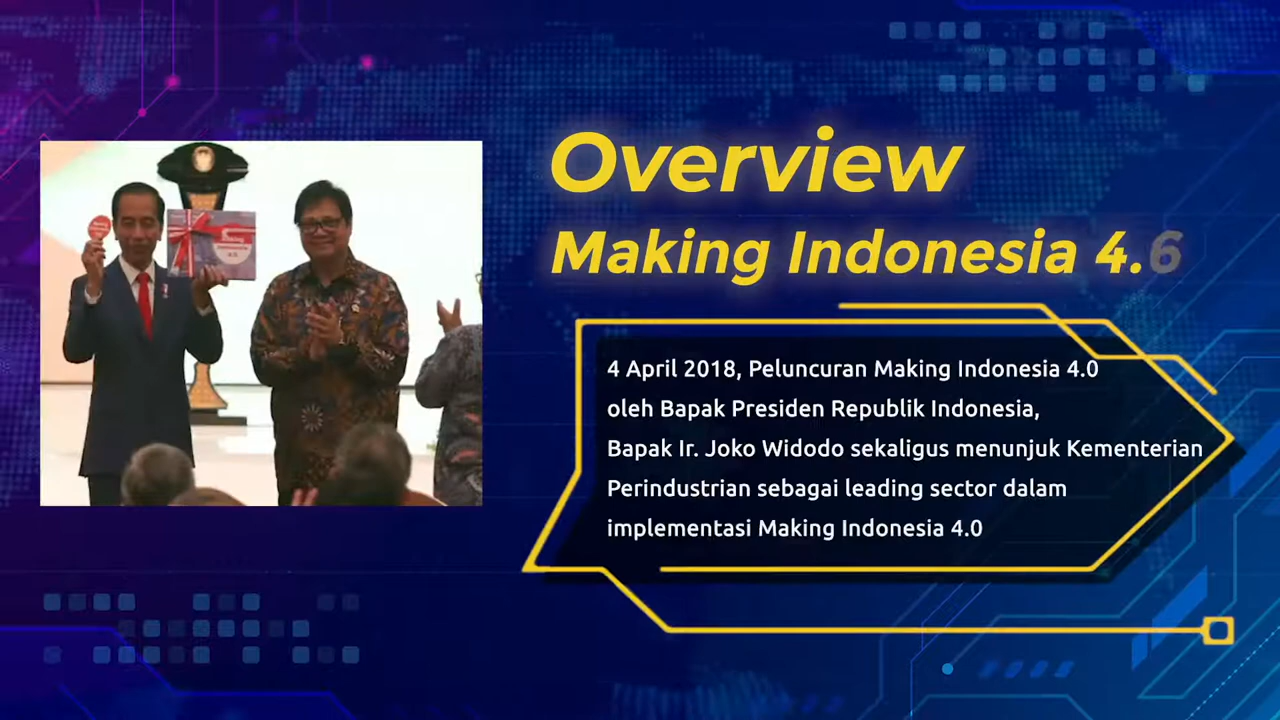 Overview
Making Indonesia 4.6
4 April 2018, Peluncuran Making Indonesia 4.0
oleh Bapak Presiden Republik Indonesia,
Bapak Ir. Joko Widodo sekaligus menunjuk Kementerian
Perindustrian sebagai leading sector dalam
implementasi Making Indonesia 4.0